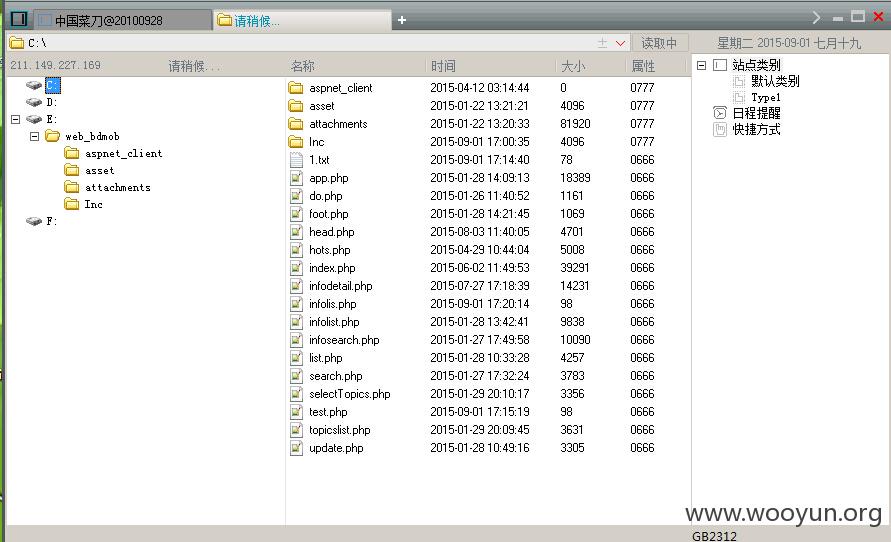 中国菜刀@20100928 请稍候...
C:\ 读取中 星期二 2015-09-01 七月十九
211.149.227.169 请稍候... 名称 时间 大小 属性
C:
D:
E:
web_bdmob
aspnet_client
asset
attachments
Inc
F:
aspnet_client 2015-04-12 03:14:44 0 0777
asset 2015-01-22 13:21:21 4096 0777
attachments 2015-01-22 13:20:33 81920 0777
Inc 2015-09-01 17:00:35 4096 0777
1.txt 2015-09-01 17:14:40 78 0666
app.php 2015-01-28 14:09:13 18389 0666
do.php 2015-01-26 11:40:52 1161 0666
foot.php 2015-01-28 14:21:45 1069 0666
head.php 2015-08-03 11:40:05 4701 0666
hots.php 2015-04-29 10:44:04 5008 0666
index.php 2015-06-02 11:49:53 39291 0666
infodetail.php 2015-07-27 17:18:39 14231 0666
infolis.php 2015-09-01 17:20:14 98 0666
infolist.php 2015-01-28 13:42:41 9838 0666
infosearch.php 2015-01-27 17:49:58 10090 0666
list.php 2015-01-28 10:33:28 4257 0666
search.php 2015-01-27 17:32:24 3783 0666
selectTopics.php 2015-01-29 20:10:17 3356 0666
test.php 2015-09-01 17:15:19 98 0666
topicslist.php 2015-01-29 20:09:45 3631 0666
update.php 2015-01-28 10:49:16 3305 0666
站点类别
默认类别
Type1
日程提醒
快捷方式
www.wooyun.org
GB2312